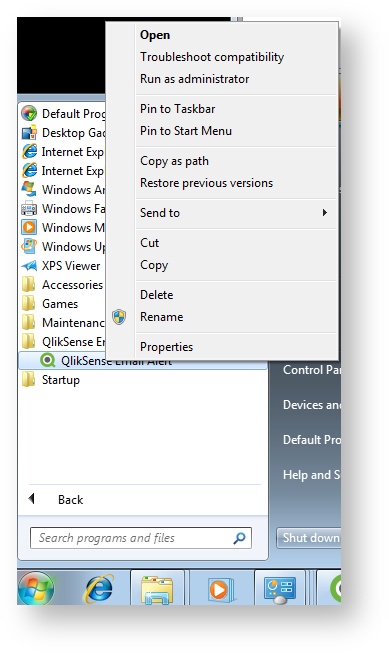 Open
Troubleshoot compatibility
Run as administrator
Pin to Taskbar
Pin to Start Menu
Copy as path
Restore previous versions
Send to
Cut
Copy
Delete
Rename
Properties
Default Prog
Desktop Gad
Internet Exp
Internet Exp
Windows An
Windows Fa
Windows M
Windows Up
XPS Viewer
Accessories
Games
Maintenanc
QlikSense E
QlikSense Email Alert
Startup
Back
Search programs and files
Control Pan
Devices and
Default Pro
Help and S
Shut down